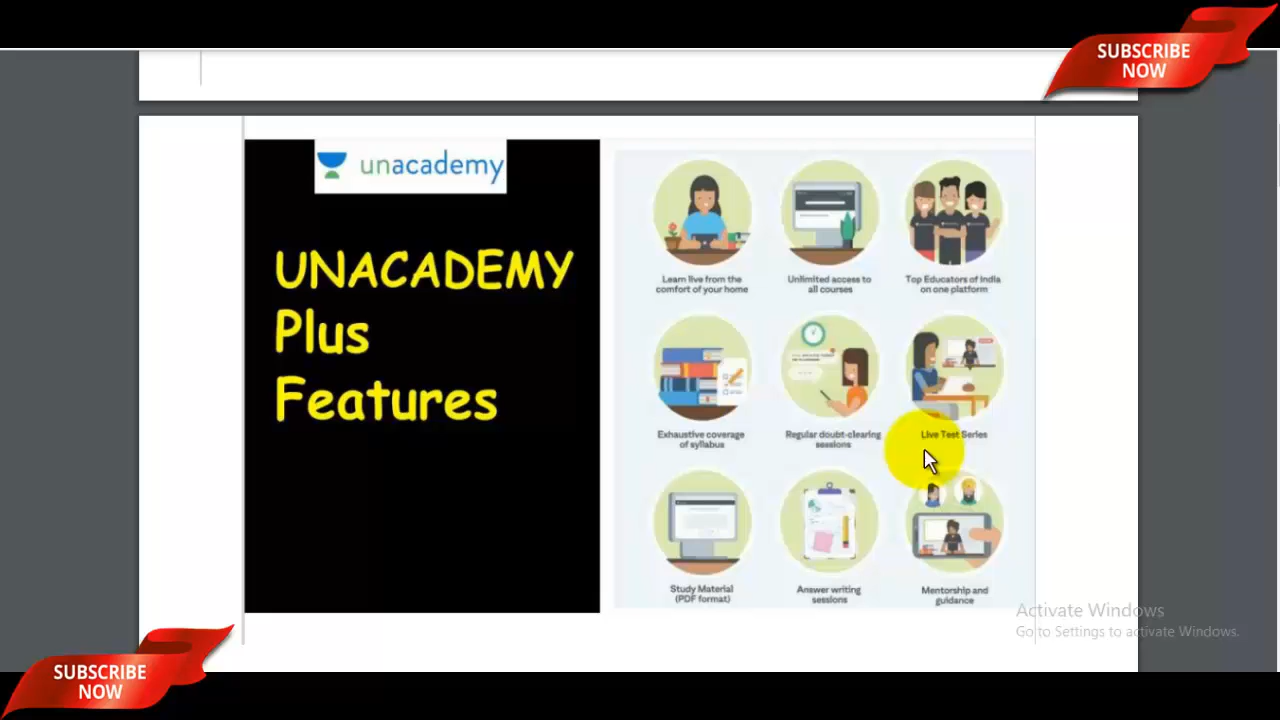 SUBSCRIBE
NOW
unacademy
UNACADEMY
Plus
Features
Learn live from the
comfort of your home
Unlimited access to
all courses
Top Educators of India
on one platform
Exhaustive coverage
of syllabus
Regular doubt-clearing
sessions
Live Test Series
Study Material
(PDF format)
Answer writing
sessions
Mentorship and
guidance
Activate Windows
Go to Settings to activate Windows.
SUBSCRIBE
NOW